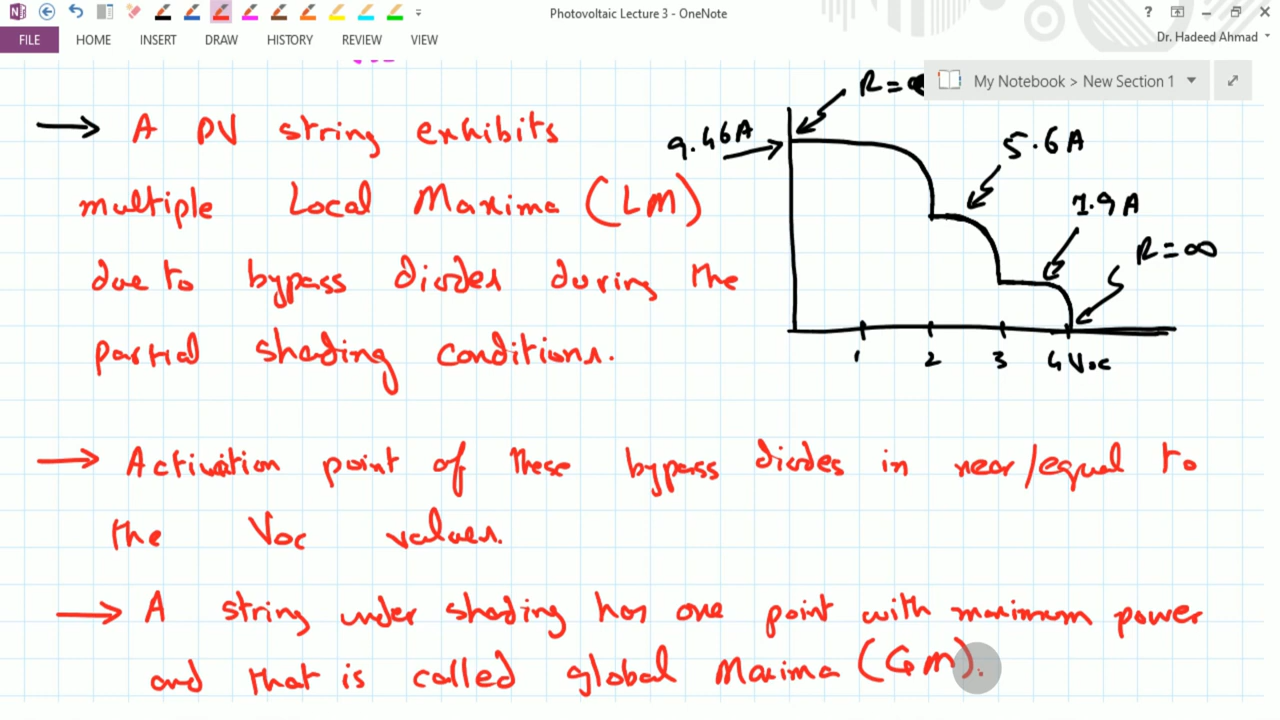 Photovoltaic Lecture 3 - OneNote
Dr. Hadeed Ahmad
FILE HOME INSERT DRAW HISTORY REVIEW VIEW
My Notebook > New Section 1
→ A PV string exhibits
multiple Local Maxima (LM)
due to bypass diodes during the
partial shading conditions.
R =
9.46A
5.6A
1.9A
R=∞
1 2 3 4 Voc
→ Activation point of these bypass diodes in near/equal to
the Voc values.
→ A string under shading has one point with maximum power
and that is called global Maxima (GM).